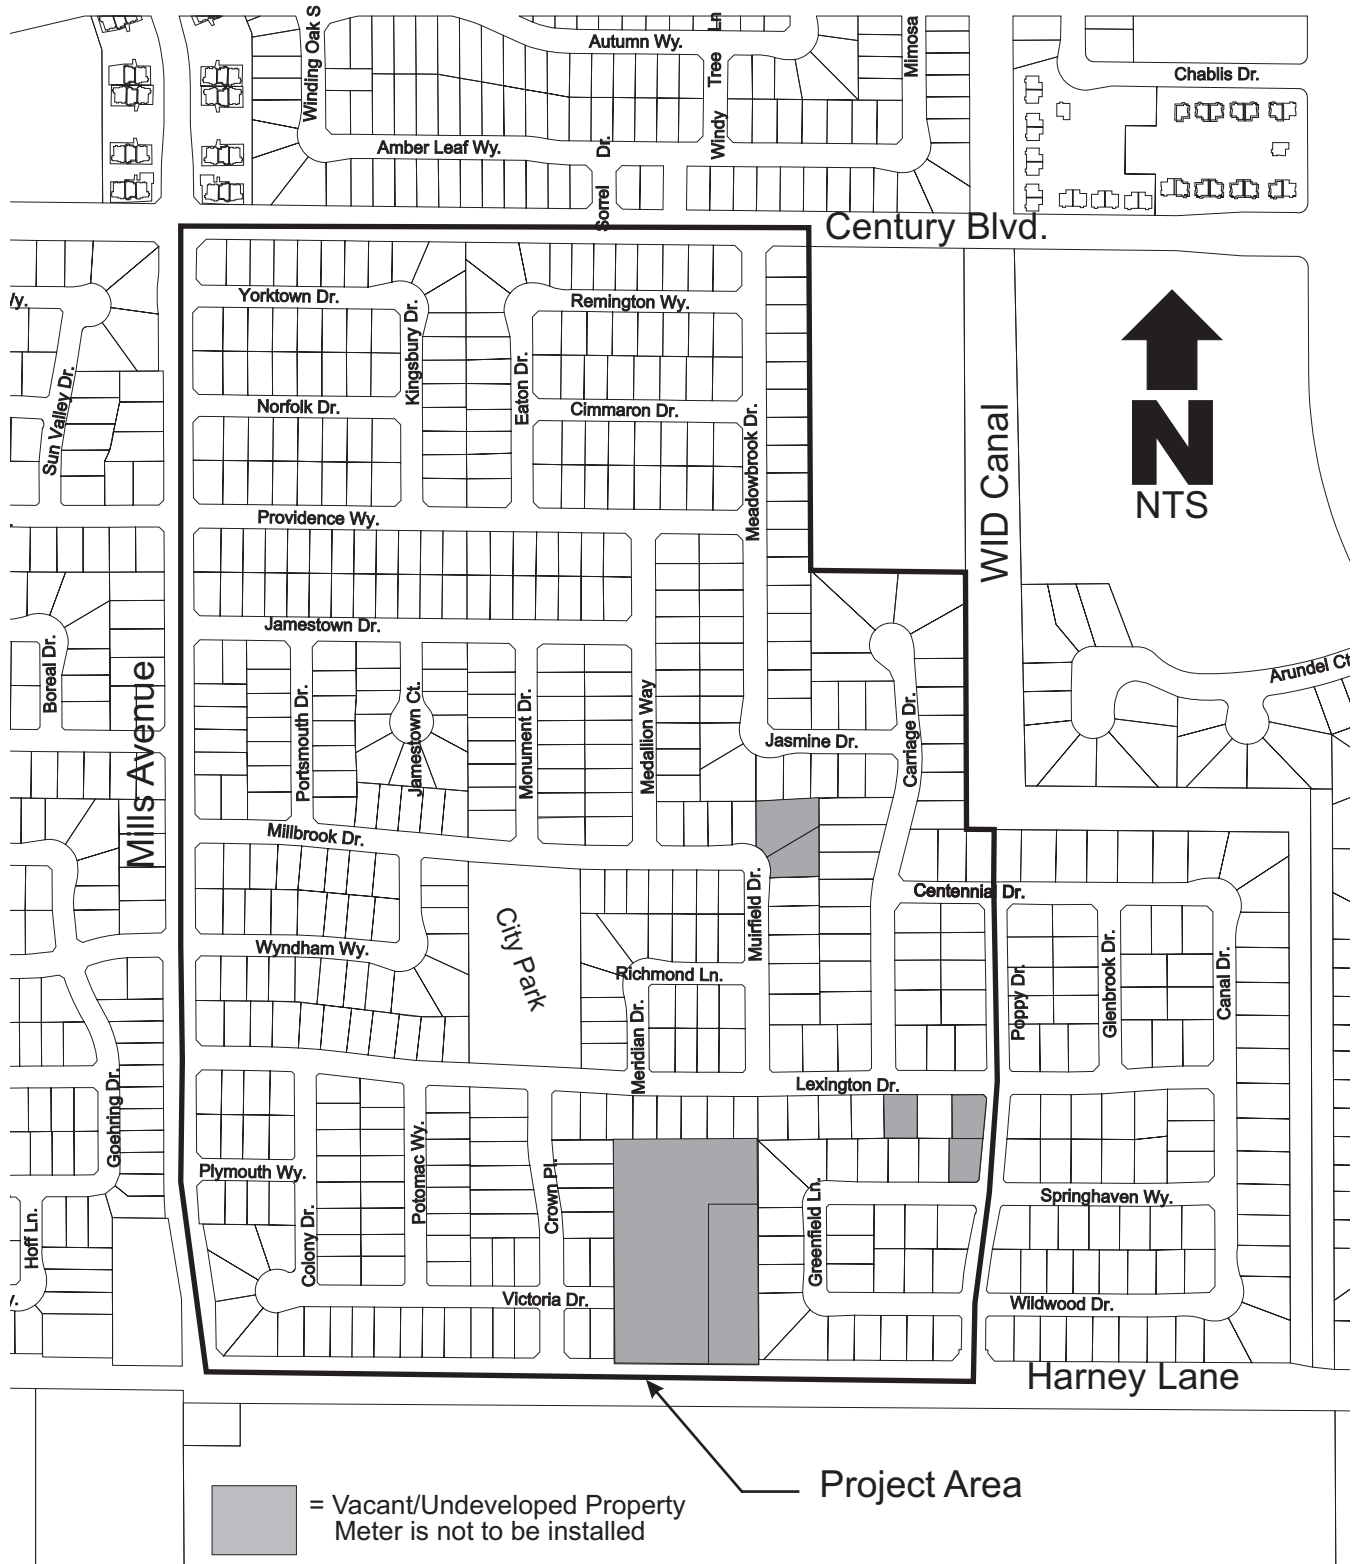 Winding Oak S
Autumn Wy.
Tree Ln
Windy
Mimosa
Chablis Dr.
Amber Leaf Wy.
Sorrel Dr.
Century Blvd.
Yorktown Dr.
Kingsbury Dr.
Remington Wy.
Eaton Dr.
Sun Valley Dr.
Norfolk Dr.
Cimmaron Dr.
Meadowbrook Dr.
WID Canal
N
NTS
Providence Wy.
Jamestown Dr.
Boreal Dr.
Mills Avenue
Portsmouth Dr.
Jamestown Ct.
Monument Dr.
Medallion Way
Jasmine Dr.
Carriage Dr.
Arundel Ct
Millbrook Dr.
Muirfield Dr.
Centennial Dr.
City Park
Wyndham Wy.
Richmond Ln.
Meridian Dr.
Poppy Dr.
Glenbrook Dr.
Canal Dr.
Goehring Dr.
Lexington Dr.
Plymouth Wy.
Potomac Wy.
Crown Pl.
Colony Dr.
Hoff Ln.
Greenfield Ln.
Springhaven Wy.
Victoria Dr.
Wildwood Dr.
Harney Lane
Project Area
= Vacant/Undeveloped Property
Meter is not to be installed